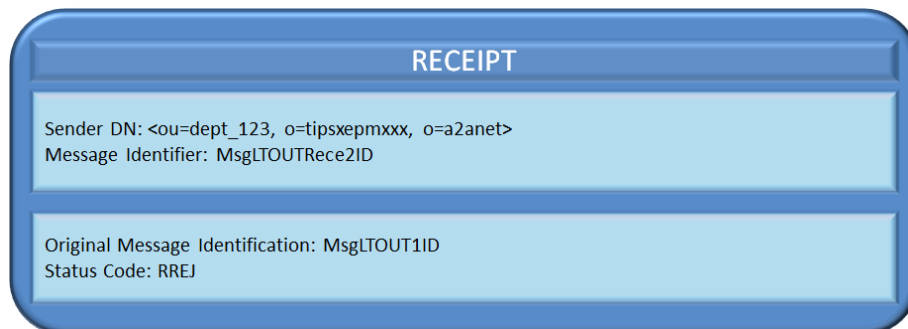 RECEIPT
Sender DN: <ou=dept_123, o=tipsxepmxxx, o=a2anet>
Message Identifier: MsgLTOUTRece2ID
Original Message Identification: MsgLTOUT1ID
Status Code: RREJ